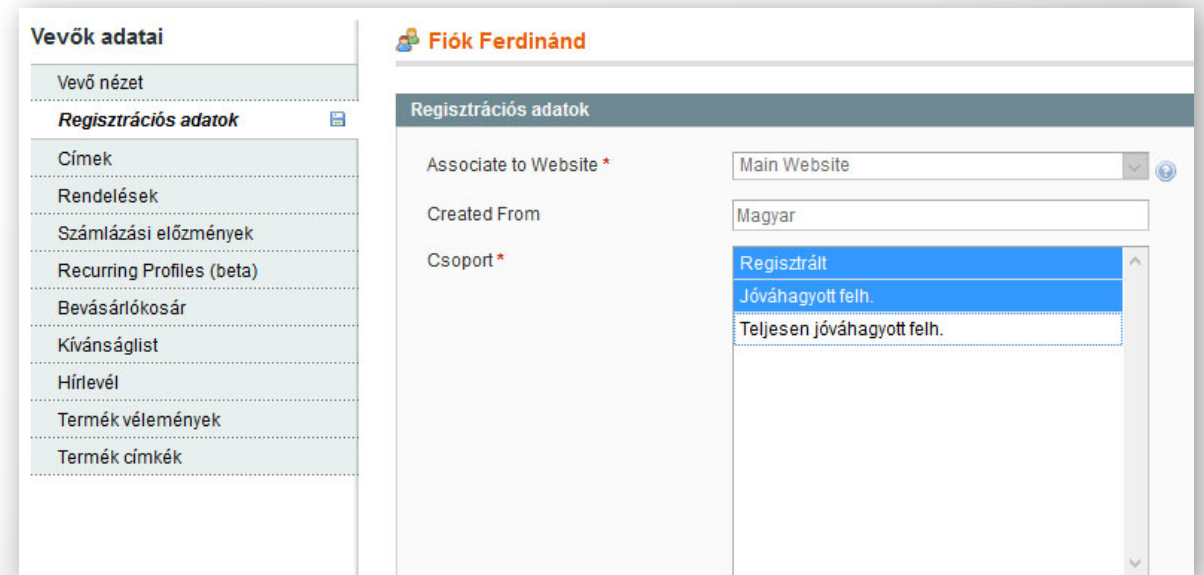 Vevők adatai
Vevő nézet
Regisztrációs adatok
Címek
Rendelések
Számlázási előzmények
Recurring Profiles (beta)
Bevásárlókosár
Kívánságlist
Hírlevél
Termék vélemények
Termék címkék
Fiók Ferdinánd
Regisztrációs adatok
Associate to Website *
Main Website
Created From
Magyar
Csoport *
Regisztrált
Jóváhagyott felh.
Teljesen jóváhagyott felh.